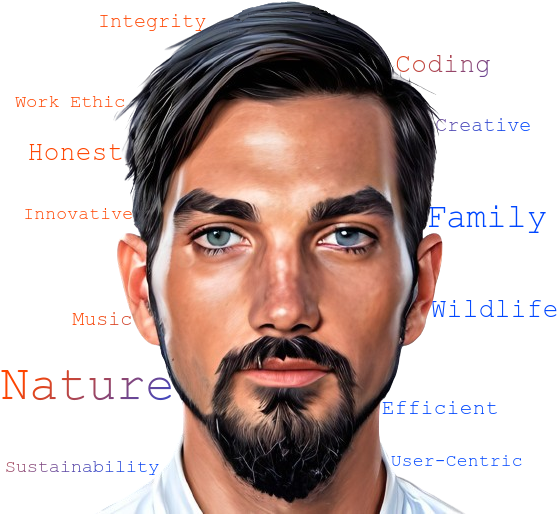 Integrity
Coding
Work Ethic
Creative
Honest
Innovative
Family
Wildlife
Music
Nature
Efficient
User-Centric
Sustainability